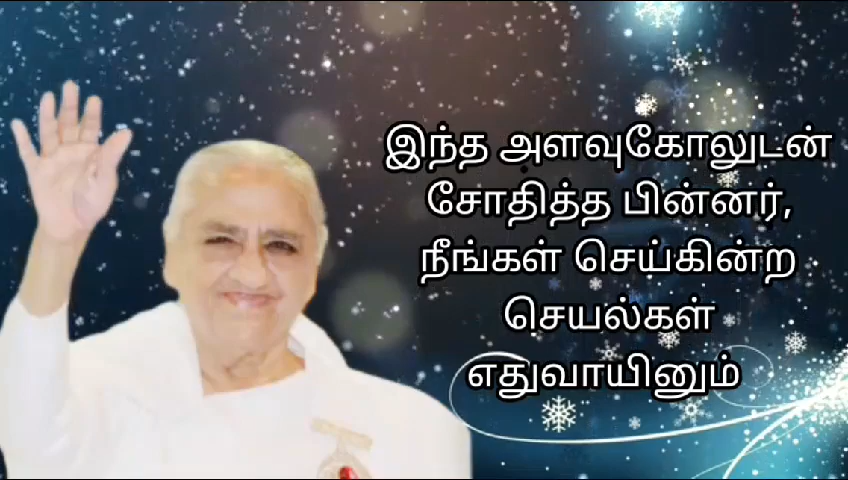 இந்த அளவுகோலுடன்
சோதித்த பின்னர்,
நீங்கள் செய்கின்ற
செயல்கள்
எதுவாயினும்